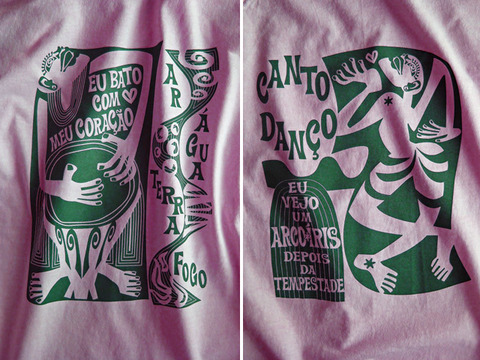 EU BATO
COM
MEU CORAÇÃO
AR
ÁGUA
TERRA
FOGO
CANTO
DANÇO
EU
VEJO
UM
ARCO-ÍRIS
DEPOIS
DA
TEMPESTADE